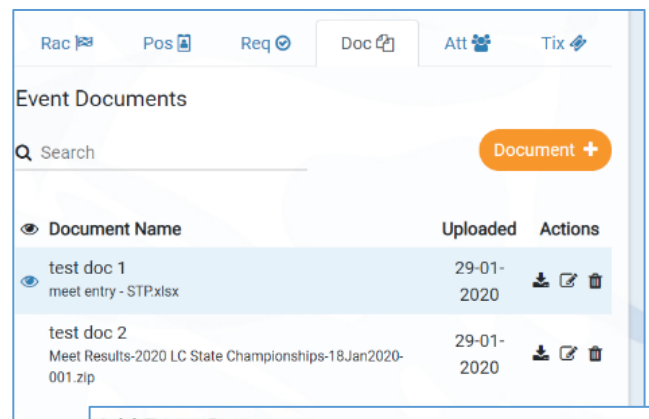 Rac Pos Req Doc Att Tix
Event Documents
Search
Document +
Document Name Uploaded Actions
test doc 1
meet entry - STP.xlsx
29-01-
2020
test doc 2
Meet Results-2020 LC State Championships-18Jan2020-
001.zip
29-01-
2020